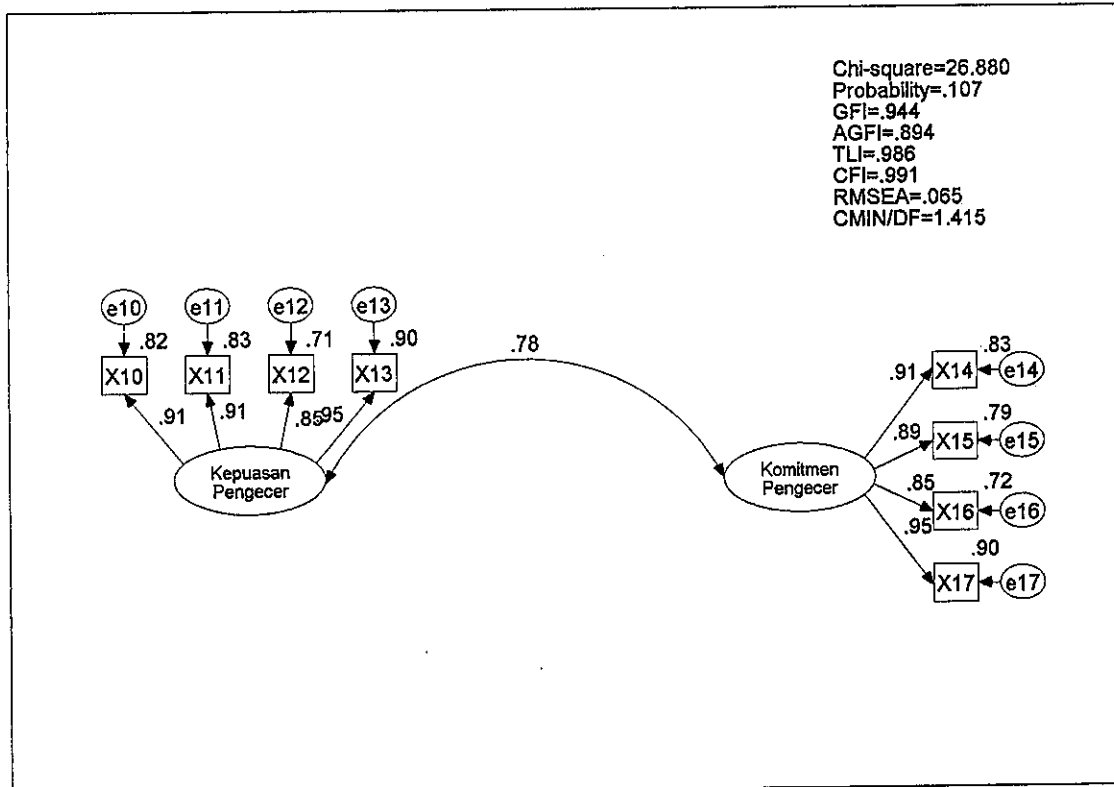 Chi-square=26.880
Probability=.107
GFI=.944
AGFI=.894
TLI=.986
CFI=.991
RMSEA=.065
CMIN/DF=1.415
e10 e11 e12 e13
.82 .83 .71 .90
X10 X11 X12 X13
.91 .91 .85 .95
Kepuasan
Pengecer
.78
Komitmen
Pengecer
.83
.91 X14 e14
.79
.89 X15 e15
.72
.85 X16 e16
.95
.90
X17 e17